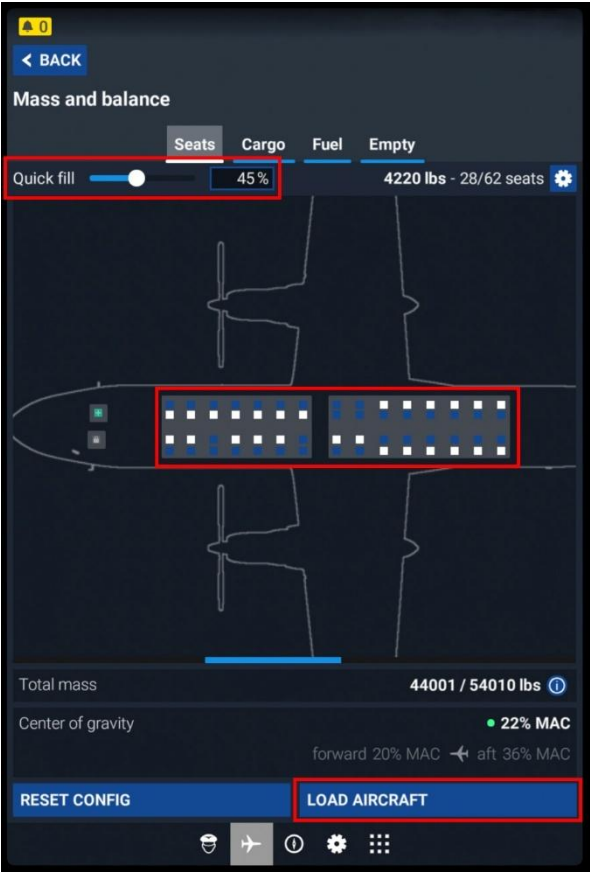 0
BACK
Mass and balance
Seats Cargo Fuel Empty
Quick fill 45% 4220 lbs - 28/62 seats
Total mass 44001 / 54010 lbs
Center of gravity 22% MAC
forward 20% MAC aft 36% MAC
RESET CONFIG LOAD AIRCRAFT